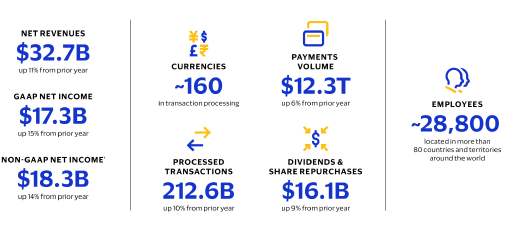 NET REVENUES
$32.7B
up 11% from prior year
GAAP NET INCOME
$17.3B
up 15% from prior year
NON-GAAP NET INCOME¹
$18.3B
up 14% from prior year
¥ $
£ ₹
CURRENCIES
~160
in transaction processing
PROCESSED
TRANSACTIONS
212.6B
up 10% from prior year
PAYMENTS
VOLUME
$12.3T
up 6% from prior year
$
DIVIDENDS &
SHARE REPURCHASES
$16.1B
up 9% from prior year
EMPLOYEES
~28,800
located in more than
80 countries and territories
around the world